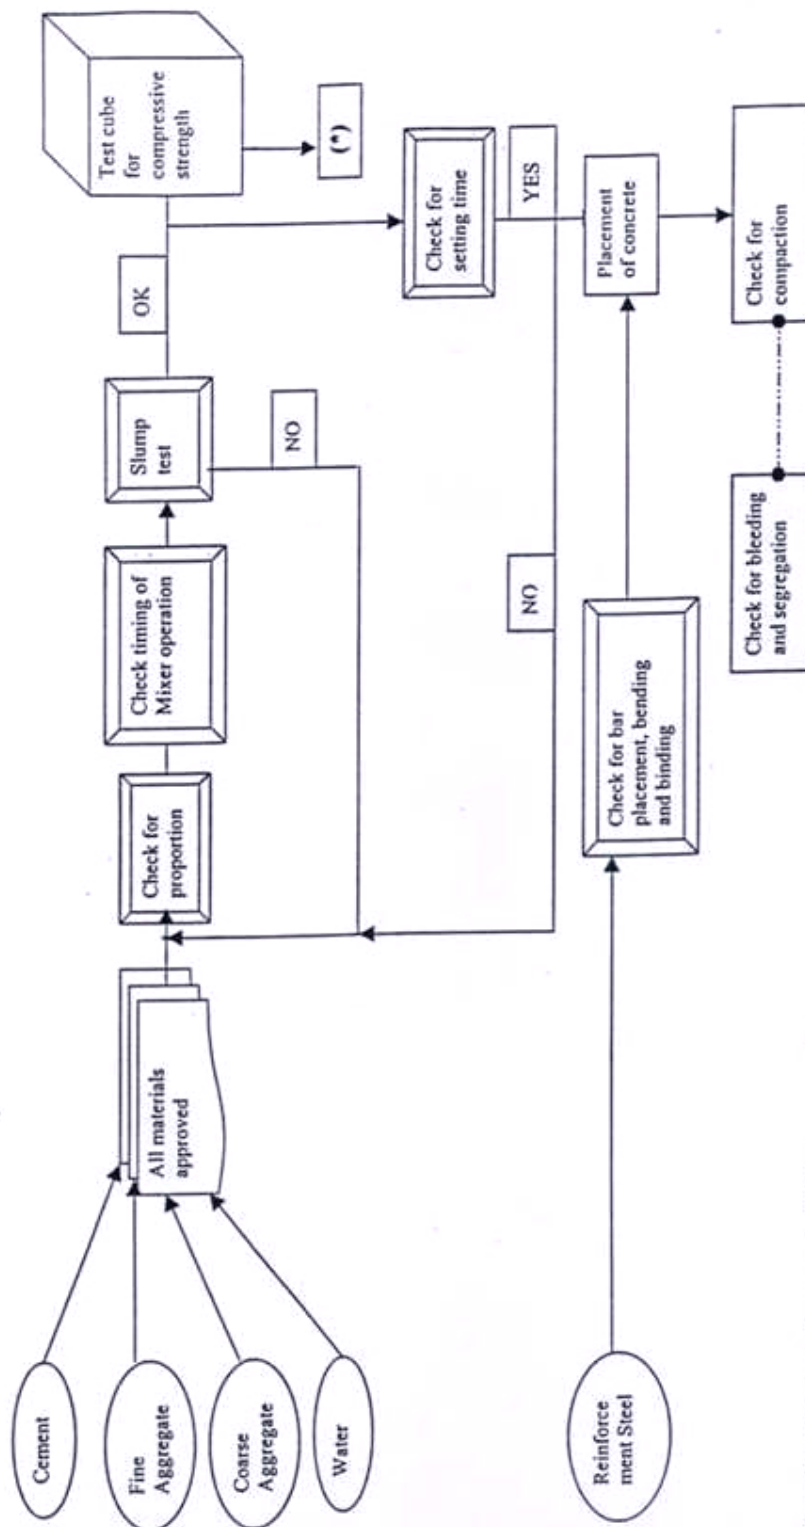 Cement
Fine
Aggregate
Coarse
Aggregate
Water
All materials
approved
Check for
proportion
Check timing of
Mixer operation
Slump
test
OK
NO
Test cube
for
compressive
strength
(*)
Check for
setting time
YES
NO
Reinforce
ment Steel
Check for bar
placement, bending
and binding
Placement
of concrete
Check for bleeding
and segregation
Check for
compaction